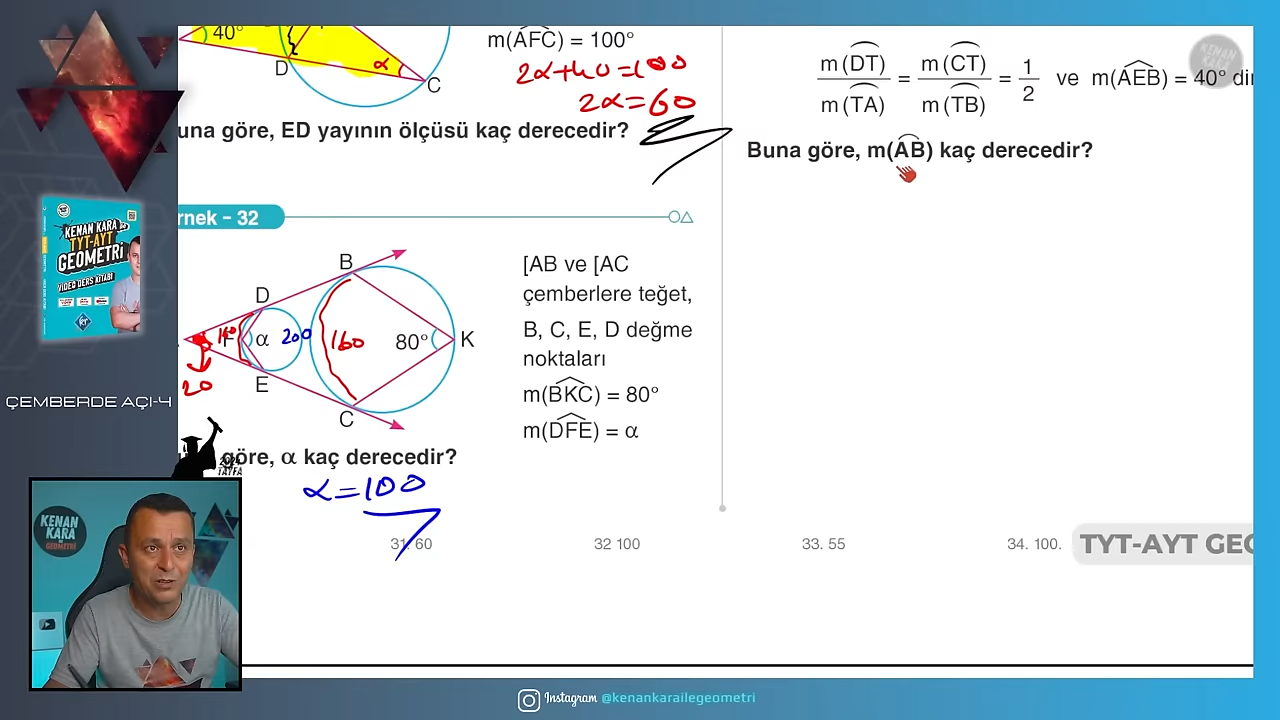 40°
D
α
C
m(AFC) = 100°
2α+40=100
2α=60
una göre, ED yayının ölçüsü kaç derecedir?
m(DT)
m(TA)
=
m(CT)
m(TB)
=
1
2
ve m(AEB) = 40° dir
Buna göre, m(AB) kaç derecedir?
KENAN KARA
KENAN KARA
TYT-AYT
GEOMETRİ
VİDEO DERS KİTABI
rnek - 32
B
D
α
200
160
80°
K
E
20
C
[AB ve [AC
çemberlere teğet,
B, C, E, D değme
noktaları
m(BKC) = 80°
m(DFE) = α
göre, α kaç derecedir?
α=100
ÇEMBERDE AÇI-4
TAYFA
KENAN
KARA
GEOMETRİ
31. 60
32 100
33. 55
34. 100.
TYT-AYT GEO
Instagram @kenankarailegeometri